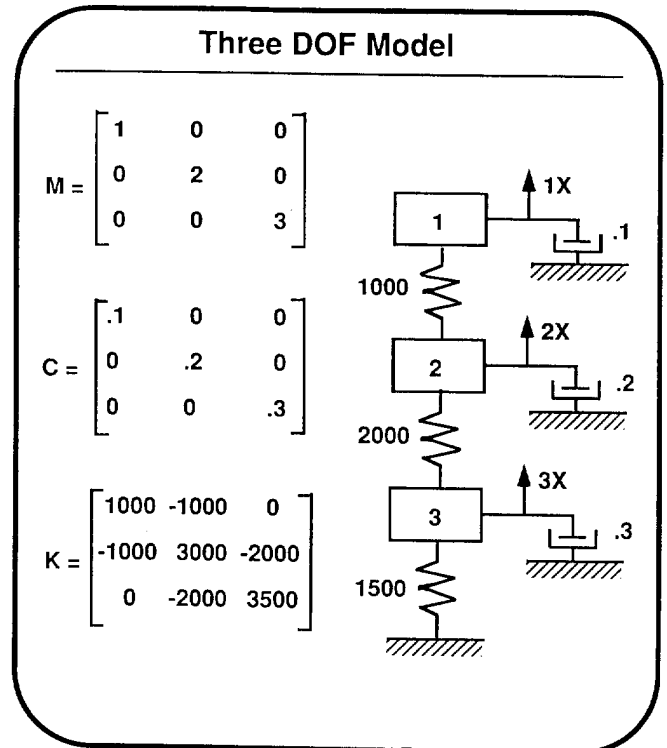 Three DOF Model
M =
1 0 0
0 2 0
0 0 3
C =
.1 0 0
0 .2 0
0 0 .3
K =
1000 -1000 0
-1000 3000 -2000
0 -2000 3500
1
1X
.1
1000
2
2X
.2
2000
3
3X
.3
1500